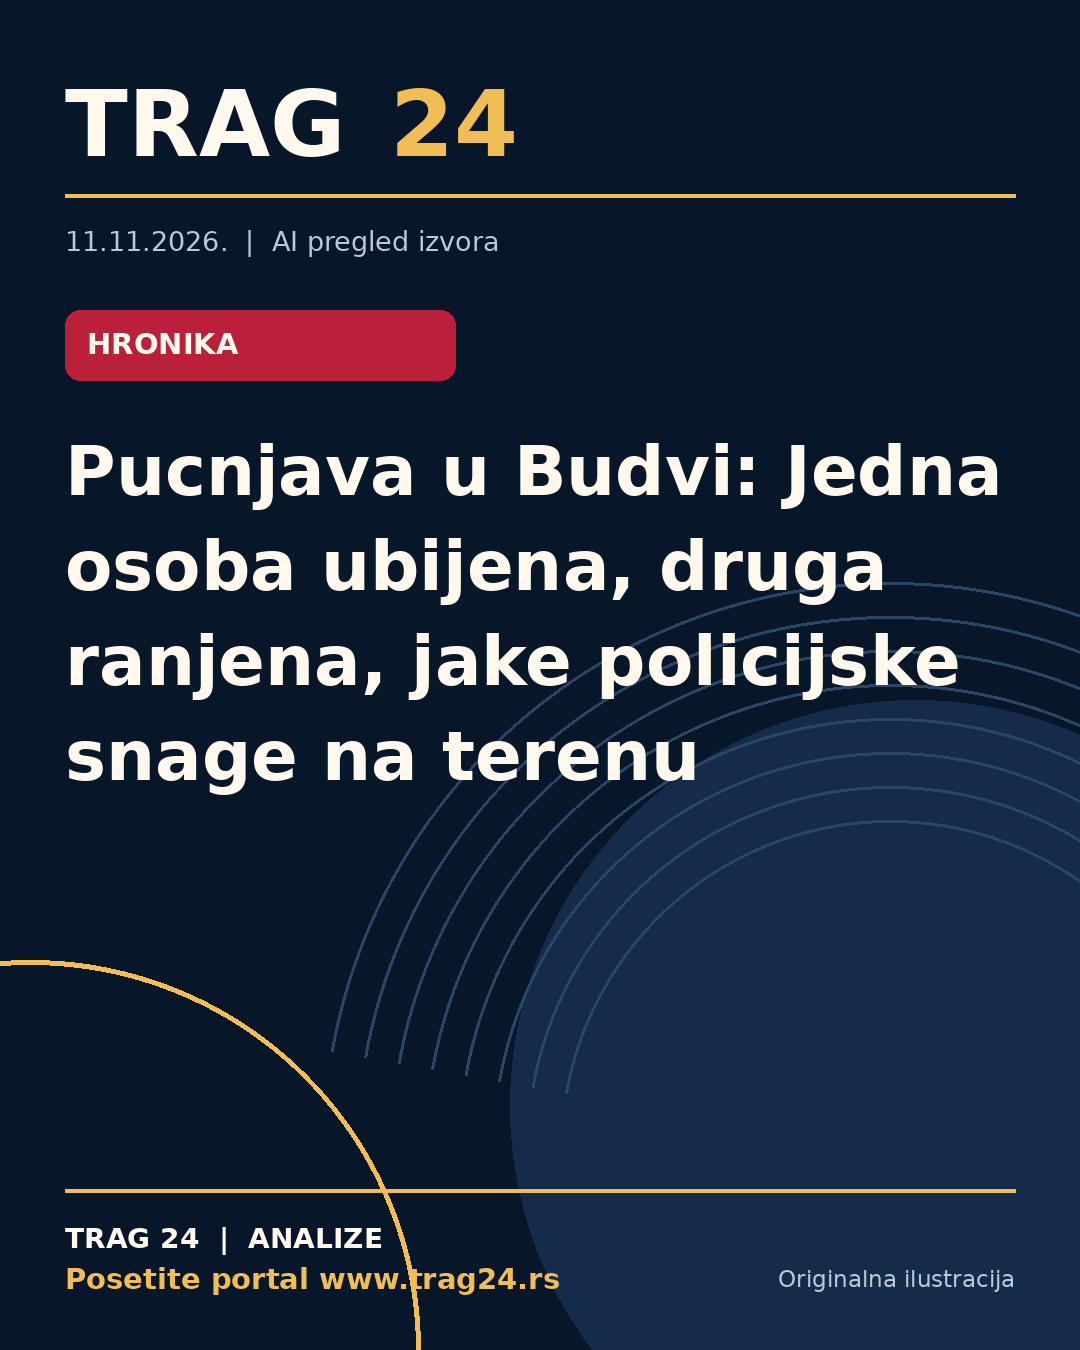 TRAG 24
11.11.2026. | AI pregled izvora
HRONIKA
Pucnjava u Budvi: Jedna
osoba ubijena, druga
ranjena, jake policijske
snage na terenu
TRAG 24 | ANALIZE
Posetite portal www.trag24.rs
Originalna ilustracija